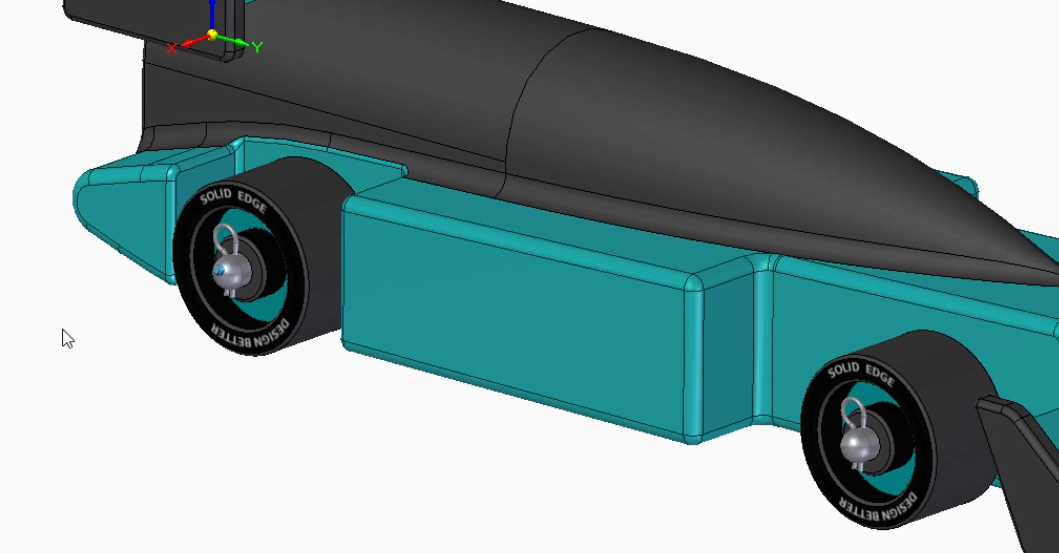 X
Y
SOLID EDGE
DESIGN BETTER
SOLID EDGE
DESIGN BETTER